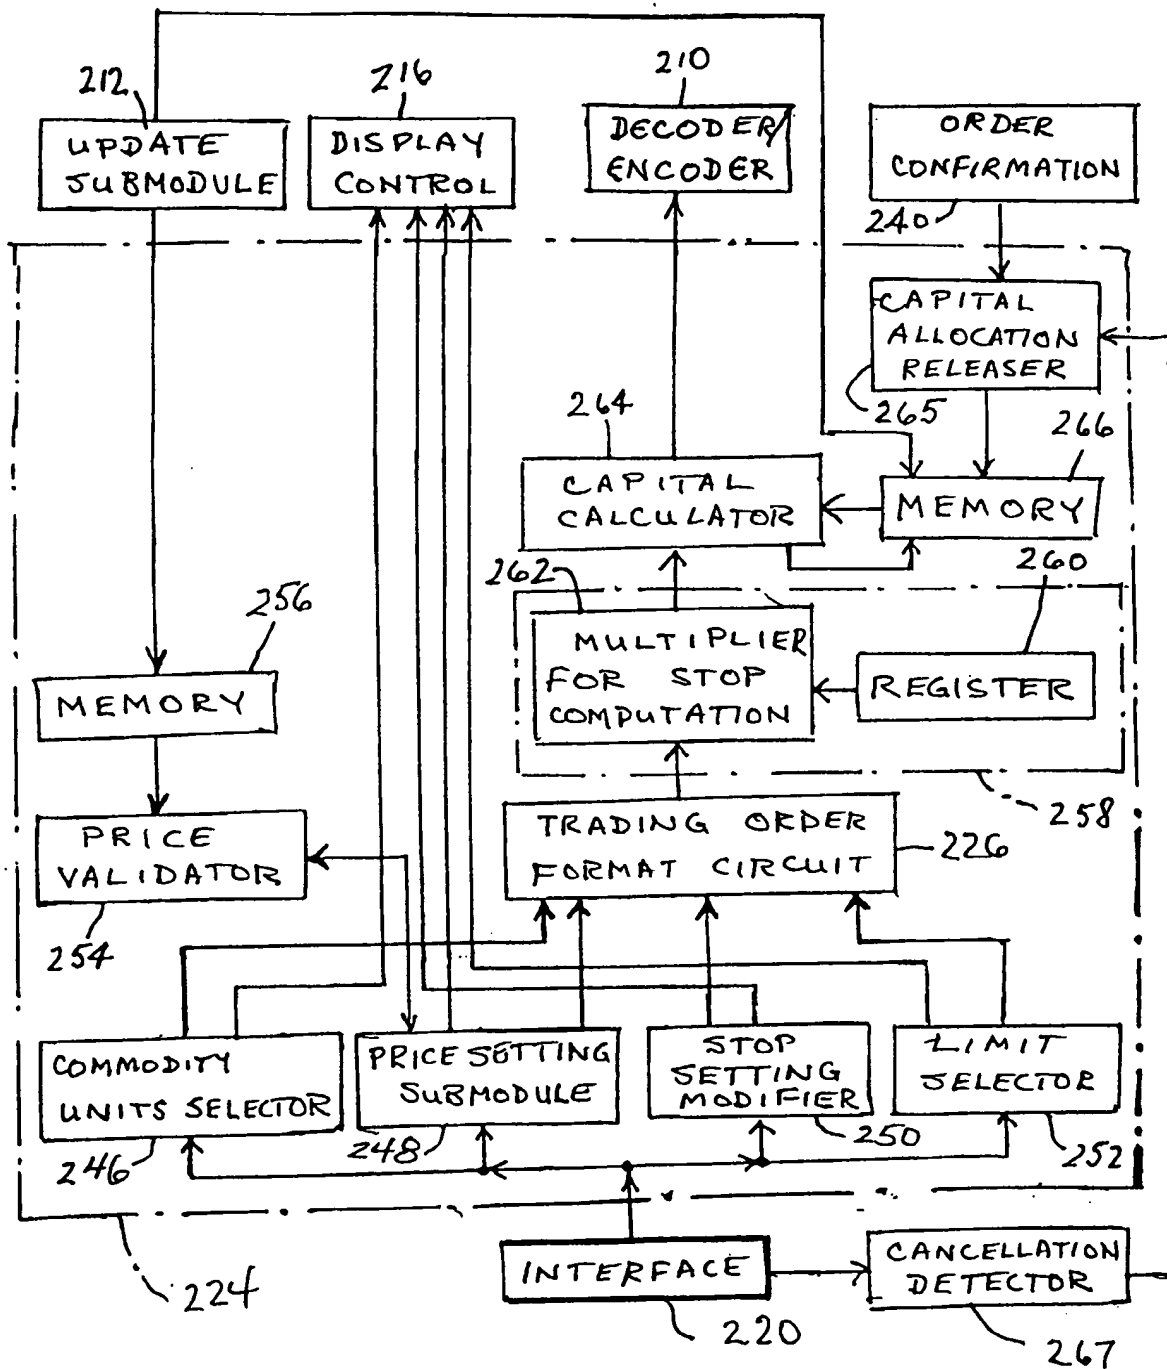 212
216
210
UPDATE
SUBMODULE
DISPLAY
CONTROL
DECODER/
ENCODER
ORDER
CONFIRMATION
240
CAPITAL
ALLOCATION
RELEASER
265
264
266
CAPITAL
CALCULATOR
MEMORY
262
260
256
MULTIPLIER
FOR STOP
COMPUTATION
REGISTER
MEMORY
258
PRICE
VALIDATOR
TRADING ORDER
FORMAT CIRCUIT
226
254
COMMODITY
UNITS SELECTOR
PRICE SETTING
SUBMODULE
STOP
SETTING
MODIFIER
LIMIT
SELECTOR
246
248
250
252
224
INTERFACE
CANCELLATION
DETECTOR
220
267